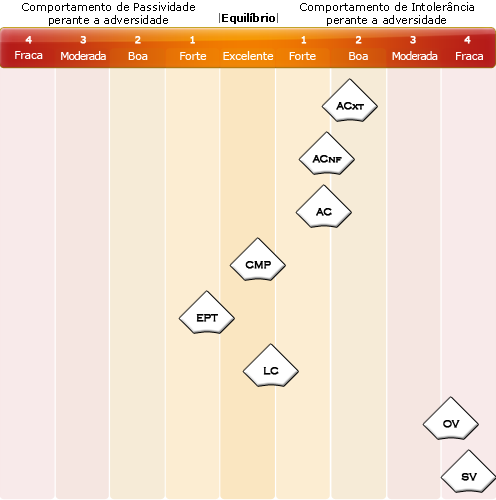 Comportamento de Passividade
perante a adversidade
|Equilíbrio|
Comportamento de Intolerância
perante a adversidade
4 3 2 1 1 2 3 4
Fraca Moderada Boa Forte Excelente Forte Boa Moderada Fraca
ACXT
ACNF
AC
CMP
EPT
LC
OV
SV